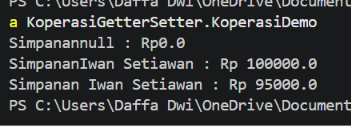 PS C:\Users\Daffa Dwi\OneDrive\Document
a KoperasiGetterSetter.KoperasiDemo
Simpanannull : Rp0.0
SimpananIwan Setiawan : Rp 100000.0
Simpanan Iwan Setiawan : Rp 95000.0
PS C:\Users\Daffa Dwi\OneDrive\Document